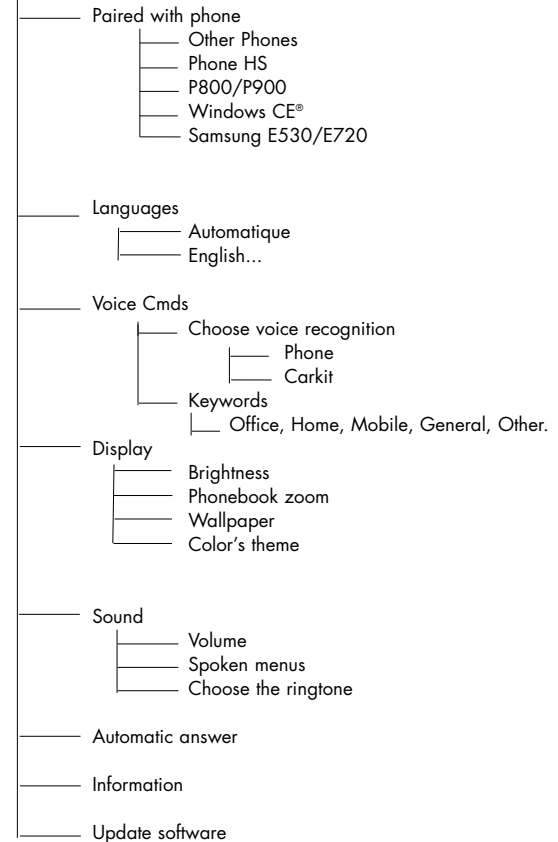 Paired with phone
Other Phones
Phone HS
P800/P900
Windows CE®
Samsung E530/E720
Languages
Automatique
English...
Voice Cmds
Choose voice recognition
Phone
Carkit
Keywords
Office, Home, Mobile, General, Other.
Display
Brightness
Phonebook zoom
Wallpaper
Color's theme
Sound
Volume
Spoken menus
Choose the ringtone
Automatic answer
Information
Update software